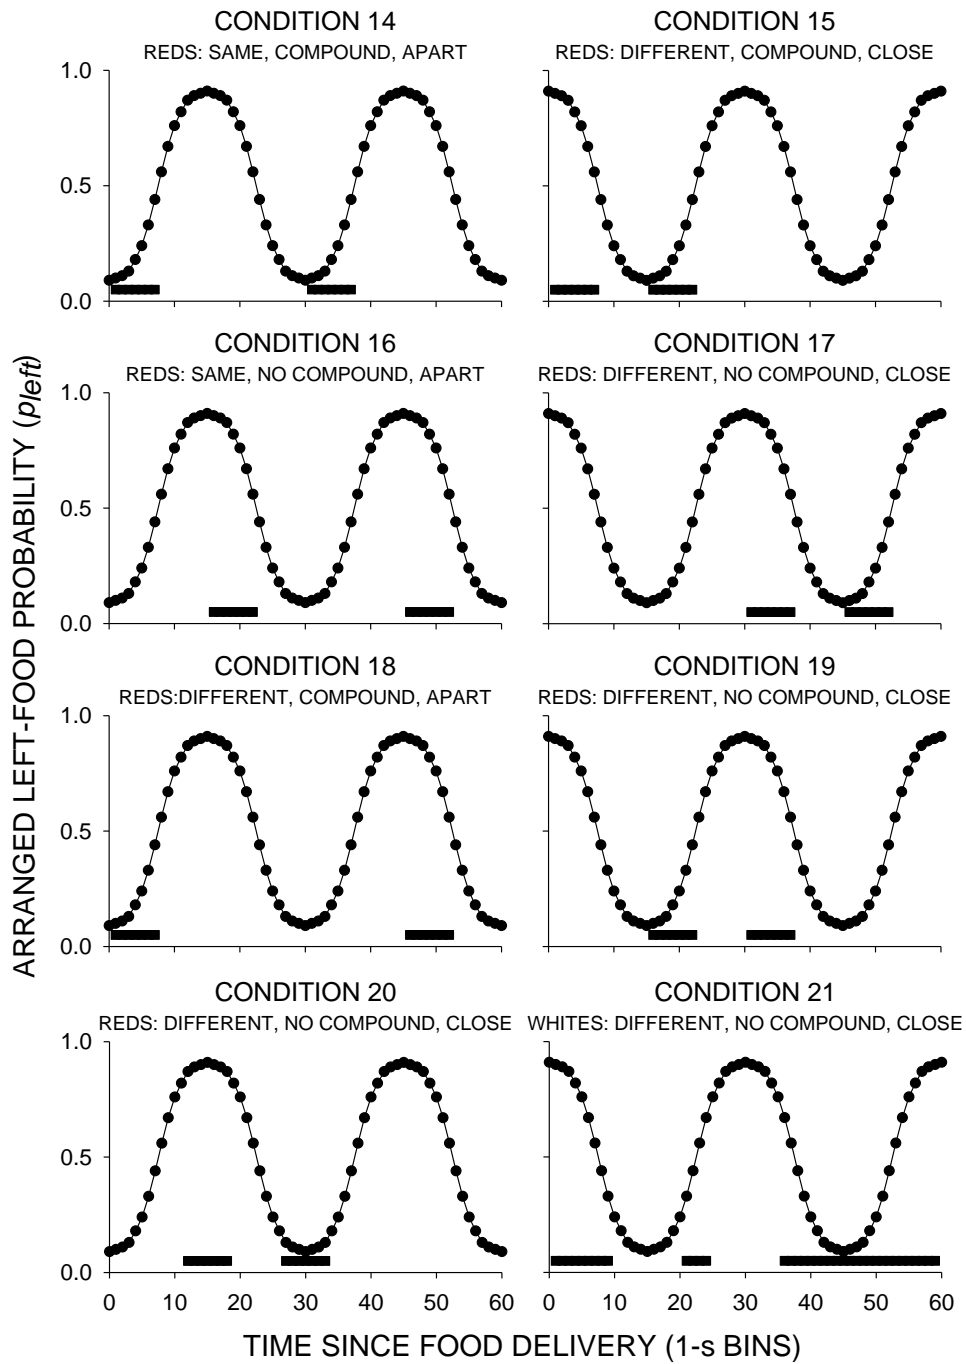 CONDITION 14
REDS: SAME, COMPOUND, APART
CONDITION 15
REDS: DIFFERENT, COMPOUND, CLOSE
1.0
0.5
0.0
CONDITION 16
REDS: SAME, NO COMPOUND, APART
CONDITION 17
REDS: DIFFERENT, NO COMPOUND, CLOSE
1.0
0.5
0.0
CONDITION 18
REDS:DIFFERENT, COMPOUND, APART
CONDITION 19
REDS: DIFFERENT, NO COMPOUND, CLOSE
1.0
0.5
0.0
CONDITION 20
REDS: DIFFERENT, NO COMPOUND, CLOSE
CONDITION 21
WHITES: DIFFERENT, NO COMPOUND, CLOSE
1.0
0.5
0.0
0 10 20 30 40 50 60
0 10 20 30 40 50 60
ARRANGED LEFT-FOOD PROBABILITY (pleft)
TIME SINCE FOOD DELIVERY (1-s BINS)